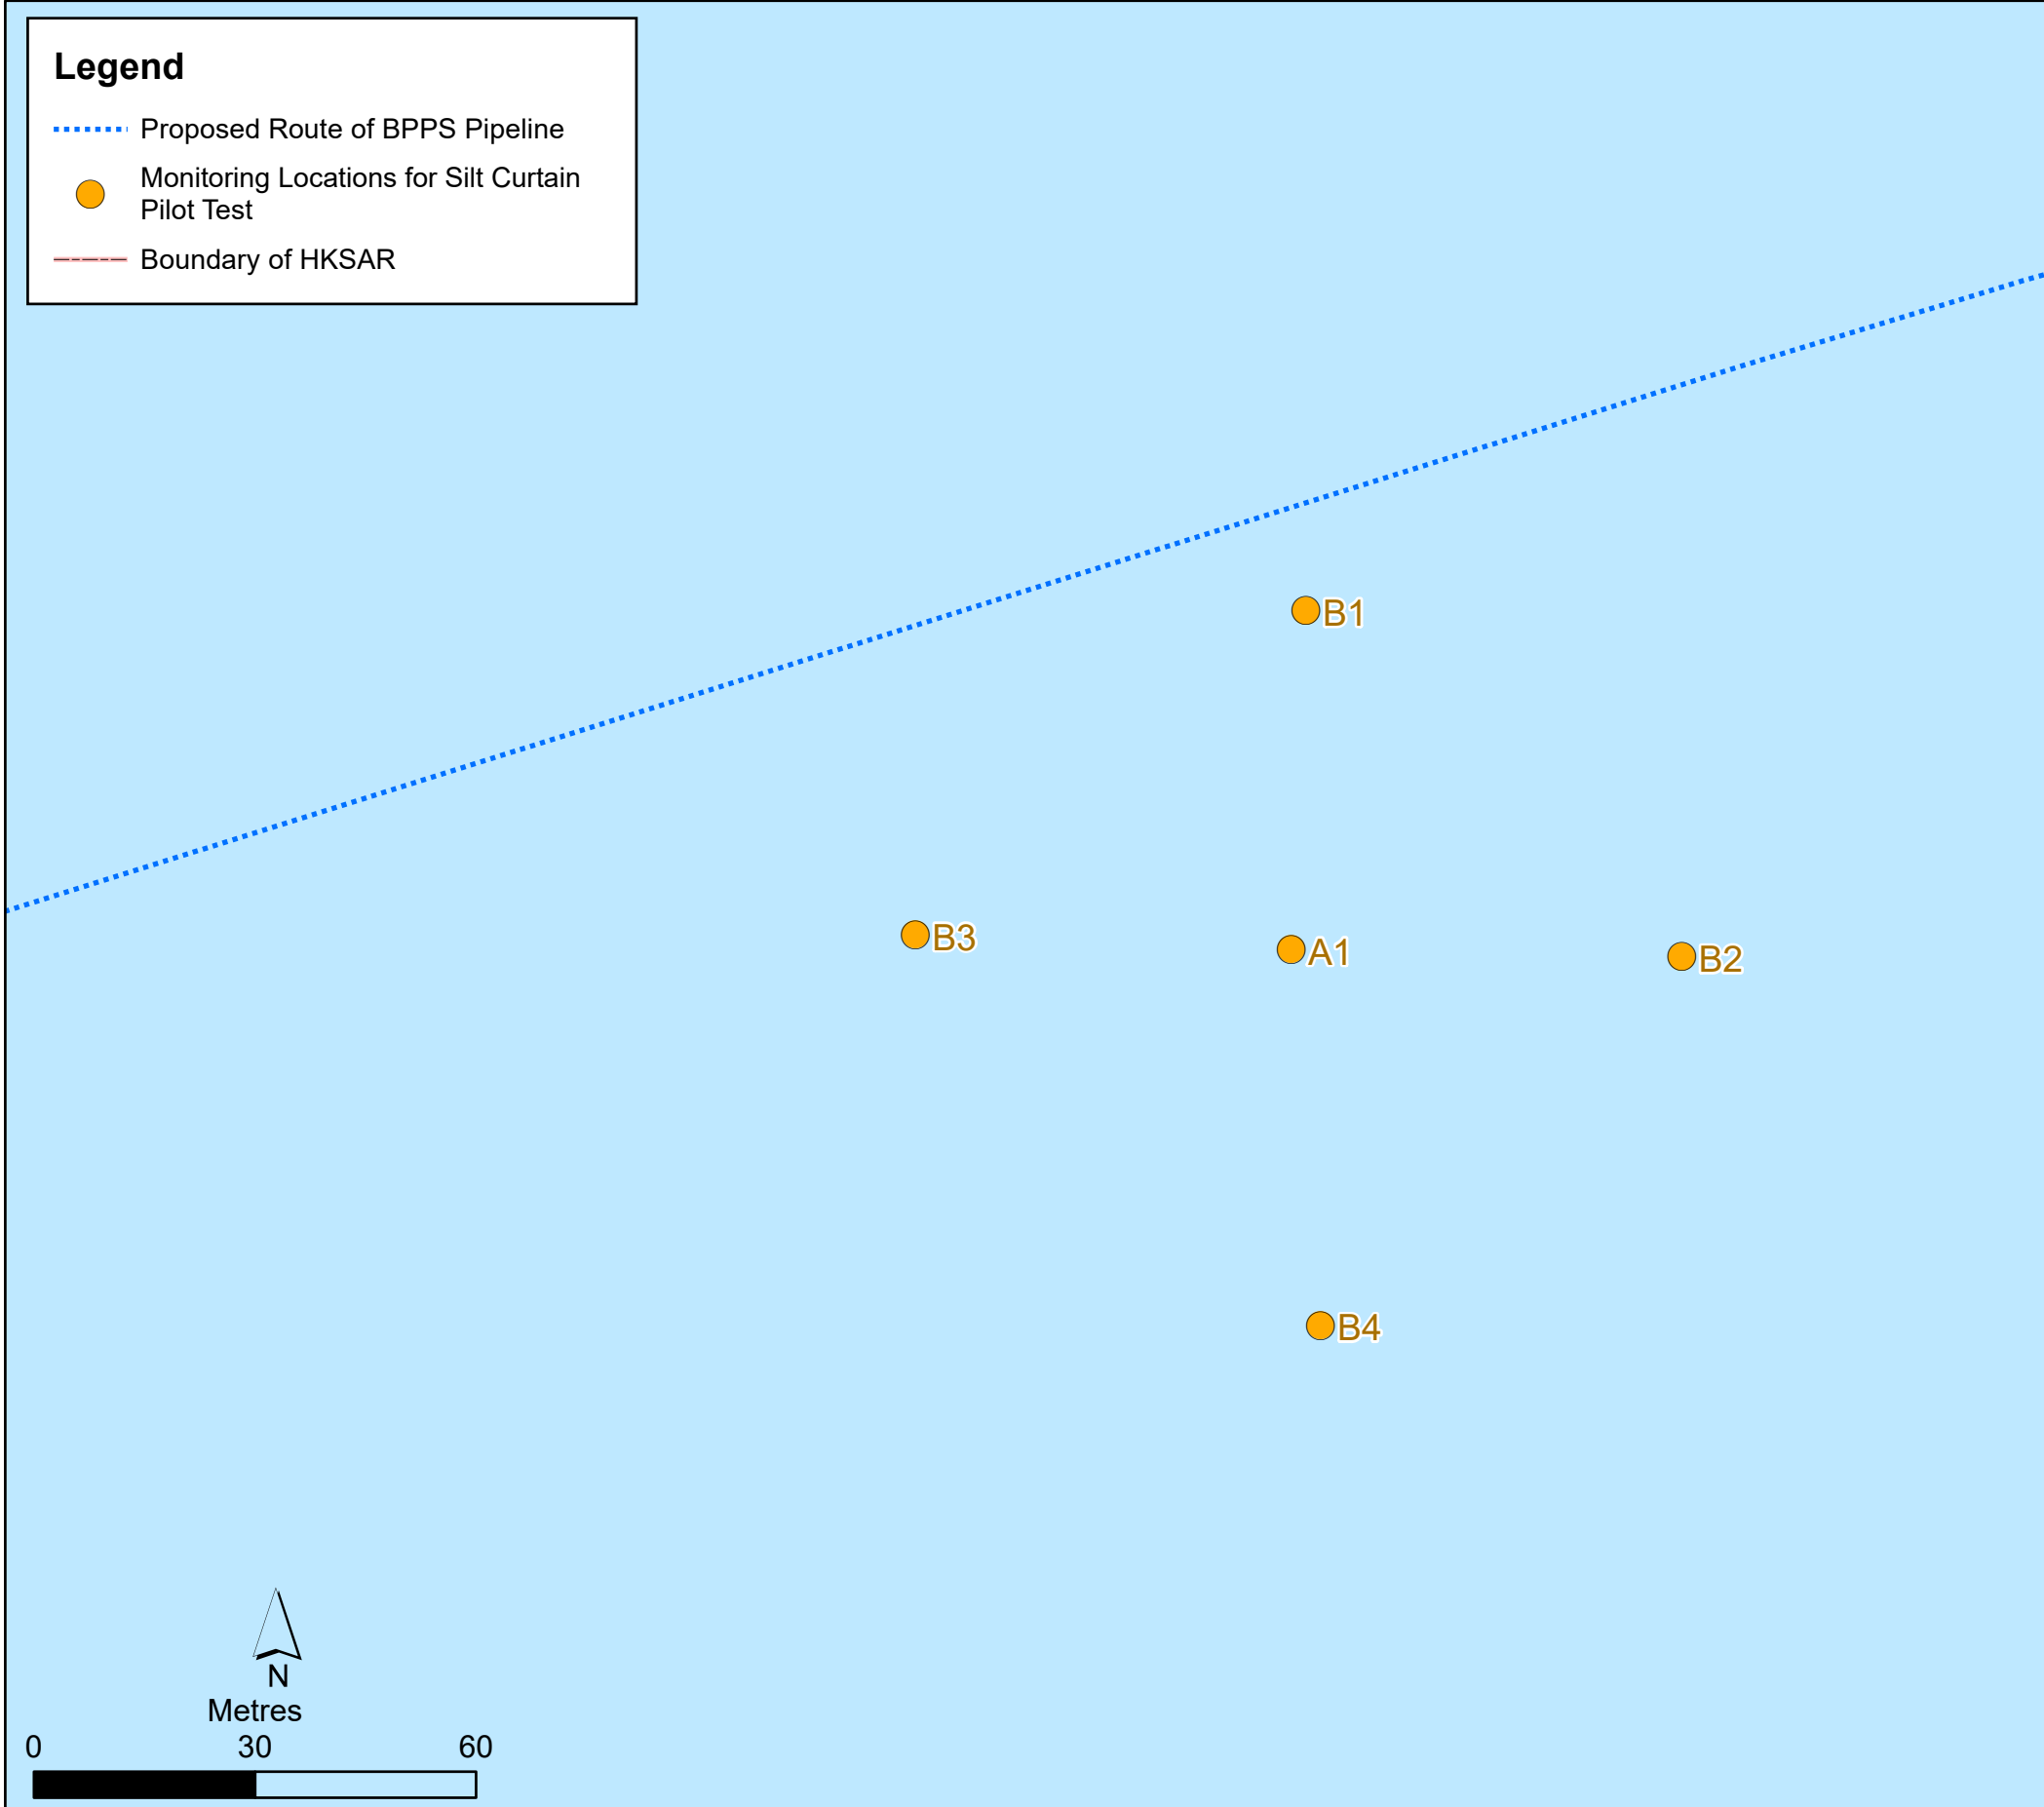 Legend
Proposed Route of BPPS Pipeline
Monitoring Locations for Silt Curtain
Pilot Test
Boundary of HKSAR
B1
B3
A1
B2
B4
N
Metres
0 30 60